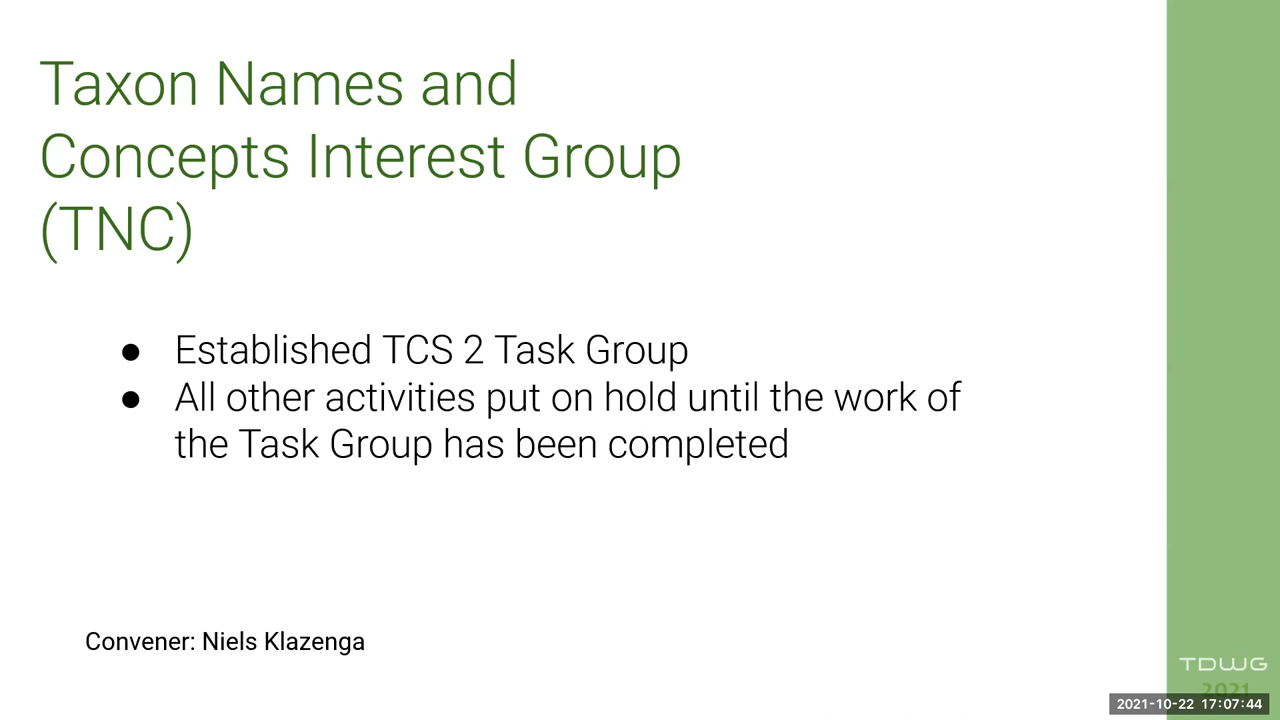 Taxon Names and
Concepts Interest Group
(TNC)
● Established TCS 2 Task Group
● All other activities put on hold until the work of
the Task Group has been completed
Convener: Niels Klazenga
TDWG
2021
2021-10-22 17:07:44